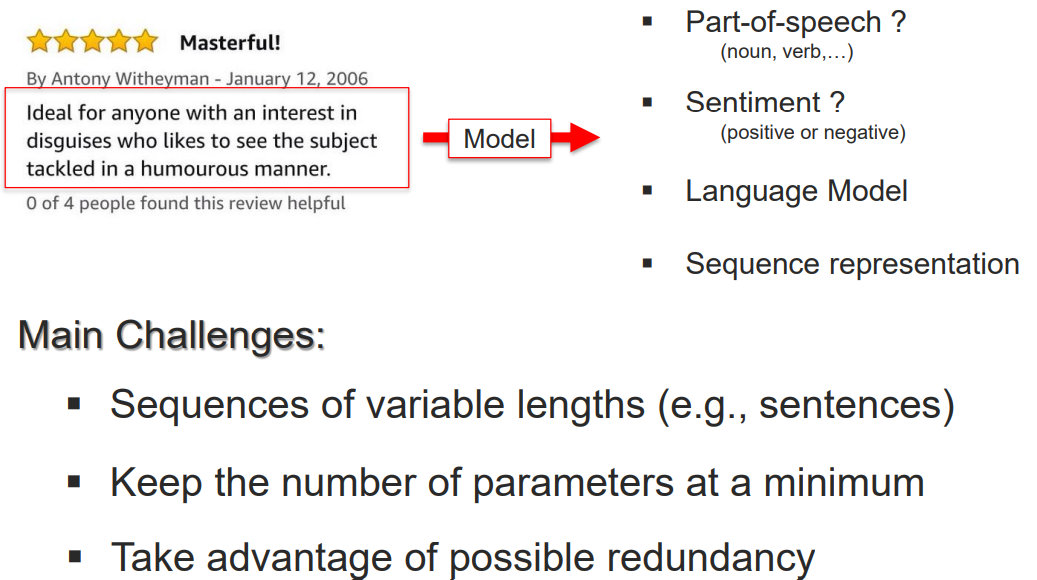 Masterful!
By Antony Witheyman - January 12, 2006
Ideal for anyone with an interest in
disguises who likes to see the subject
tackled in a humourous manner.
0 of 4 people found this review helpful
Model
▪ Part-of-speech ?
(noun, verb,…)
▪ Sentiment ?
(positive or negative)
▪ Language Model
▪ Sequence representation
Main Challenges:
▪ Sequences of variable lengths (e.g., sentences)
▪ Keep the number of parameters at a minimum
▪ Take advantage of possible redundancy